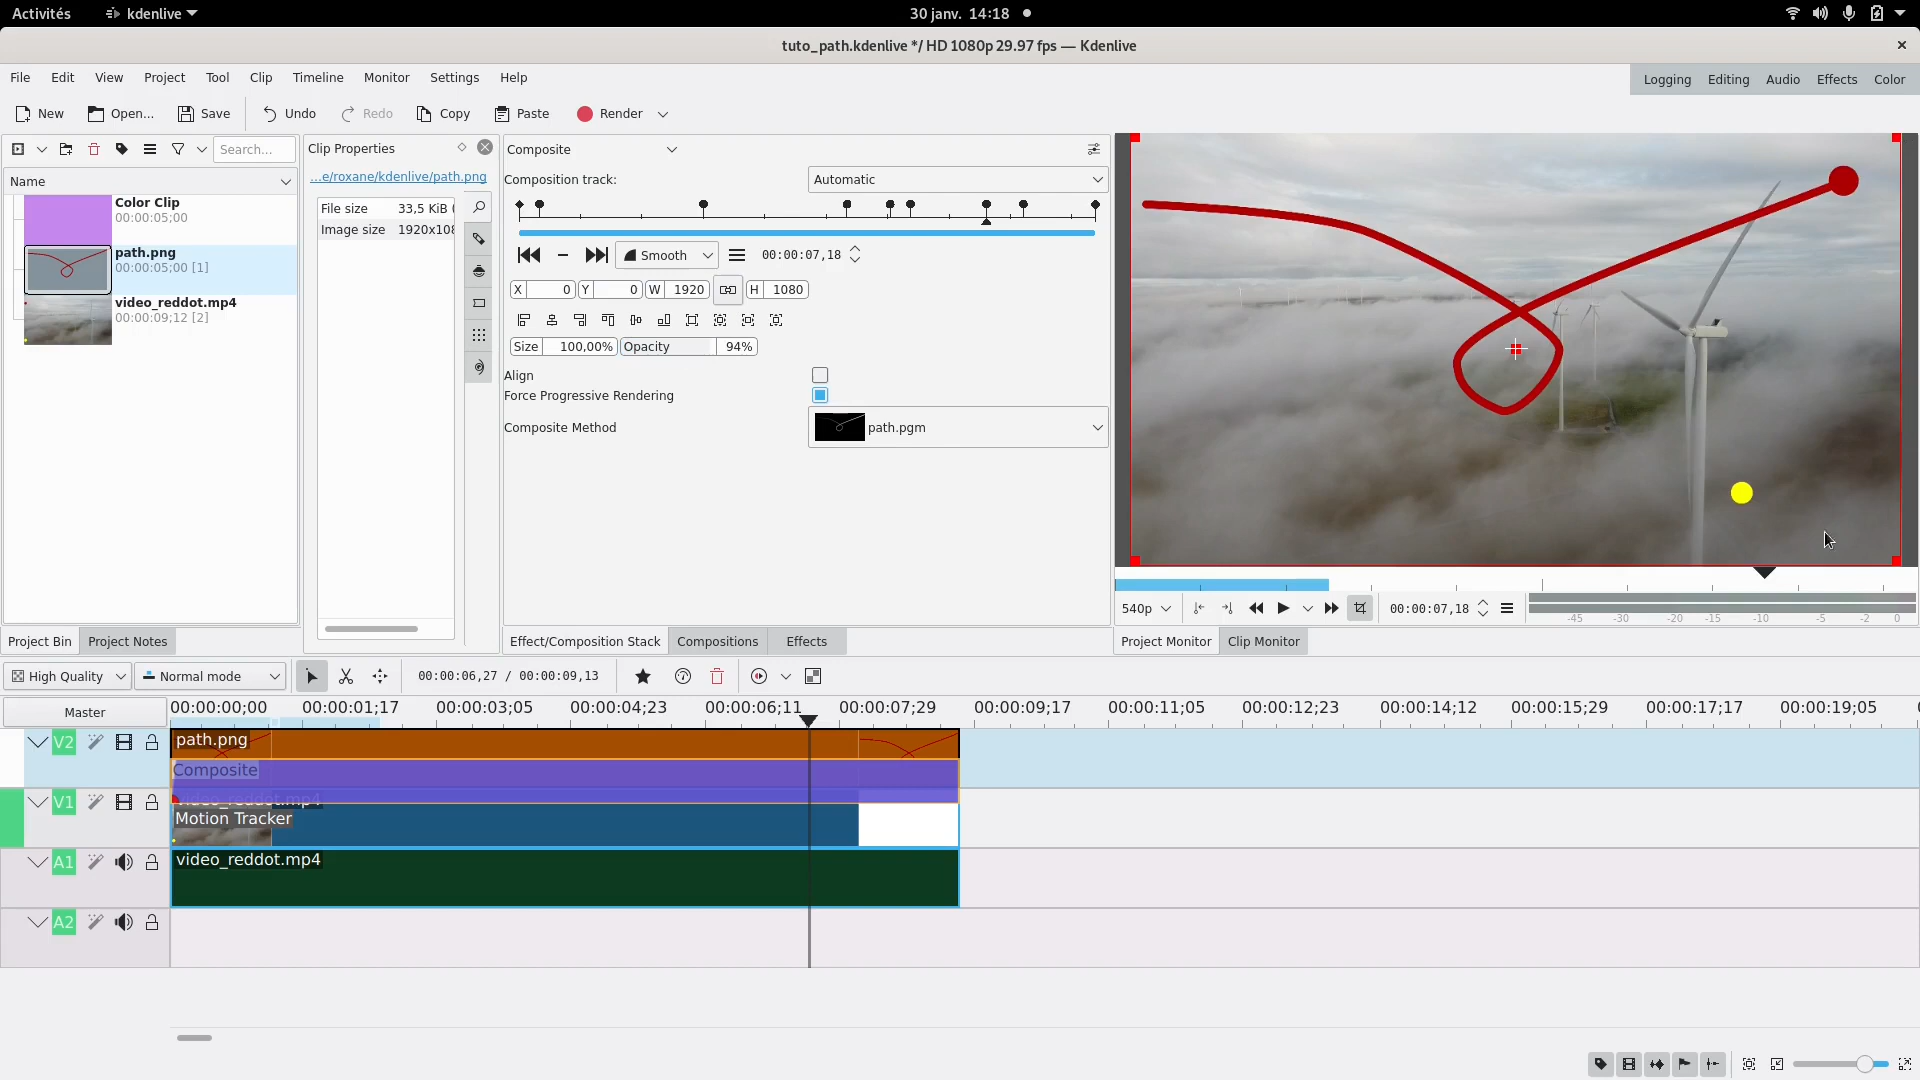 Activités
kdenlive
30 janv. 14:18
tuto_path.kdenlive */ HD 1080p 29.97 fps — Kdenlive
File Edit View Project Tool Clip Timeline Monitor Settings Help
Logging Editing Audio Effects Color
New Open... Save Undo Redo Copy Paste Render
Search...
Name
Color Clip
00:00:05;00
path.png
00:00:05;00 [1]
video_reddot.mp4
00:00:09;12 [2]
Clip Properties
...e/roxane/kdenlive/path.png
File size 33,5 KiB (
Image size 1920x108
Composite
Composition track: Automatic
Smooth 00:00:07,18
X 0 Y 0 W 1920 H 1080
Size 100,00% Opacity 94%
Align
Force Progressive Rendering
Composite Method path.pgm
540p 00:00:07,18
-45 -30 -20 -15 -10 -5 -2 0
Project Bin Project Notes
Effect/Composition Stack Compositions Effects
Project Monitor Clip Monitor
High Quality Normal mode 00:00:06,27 / 00:00:09,13
Master
00:00:00;00 00:00:01;17 00:00:03;05 00:00:04;23 00:00:06;11 00:00:07;29 00:00:09;17 00:00:11;05 00:00:12;23 00:00:14;12 00:00:15;29 00:00:17;17 00:00:19;05
V2 path.png
Composite
V1 video_reddot.mp4
Motion Tracker
A1 video_reddot.mp4
A2